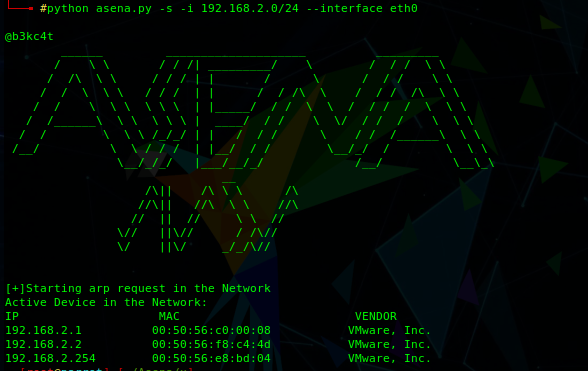 #python asena.py -s -i 192.168.2.0/24 --interface eth0
@b3kc4t
ASENA
[+]Starting arp request in the Network
Active Device in the Network:
IP MAC VENDOR
192.168.2.1 00:50:56:c0:00:08 VMware, Inc.
192.168.2.2 00:50:56:f8:c4:4d VMware, Inc.
192.168.2.254 00:50:56:e8:bd:04 VMware, Inc.